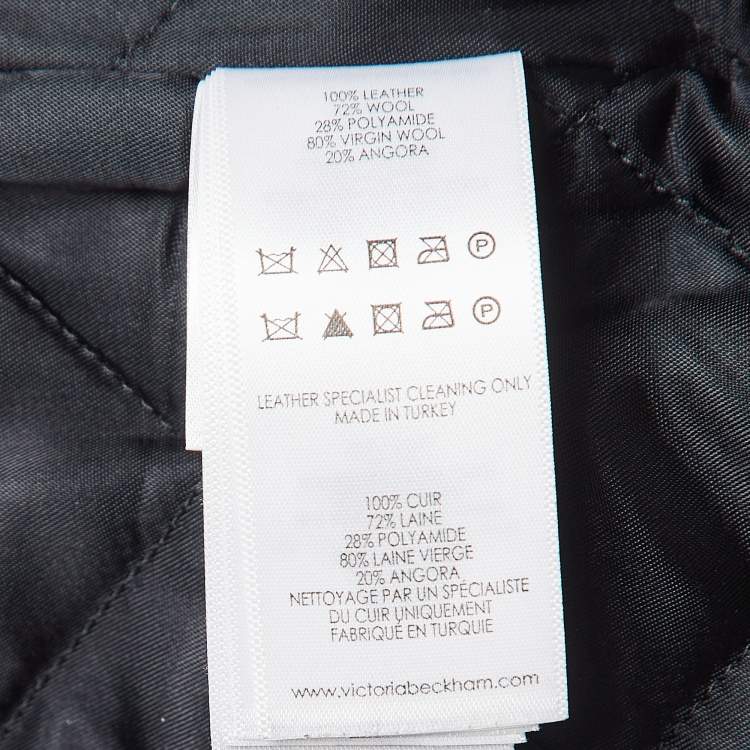 100% LEATHER
72% WOOL
28% POLYAMIDE
80% VIRGIN WOOL
20% ANGORA
P
P
LEATHER SPECIALIST CLEANING ONLY
MADE IN TURKEY
100% CUIR
72% LAINE
28% POLYAMIDE
80% LAINE VIERGE
20% ANGORA
NETTOYAGE PAR UN SPÉCIALISTE
DU CUIR UNIQUEMENT
FABRIQUÉ EN TURQUIE
www.victoriabeckham.com